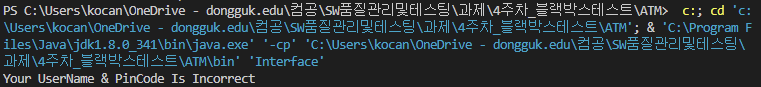 PS C:\Users\kocan\OneDrive - dongguk.edu\컴공\SW품질관리및테스팅\과제\4주차_블랙박스테스트\ATM>  c:; cd 'c:
\Users\kocan\OneDrive - dongguk.edu\컴공\SW품질관리및테스팅\과제\4주차_블랙박스테스트\ATM'; & 'C:\Program F
iles\Java\jdk1.8.0_341\bin\java.exe' '-cp' 'C:\Users\kocan\OneDrive - dongguk.edu\컴공\SW품질관리및테스팅\
과제\4주차_블랙박스테스트\ATM\bin' 'Interface'
Your UserName & PinCode Is Incorrect